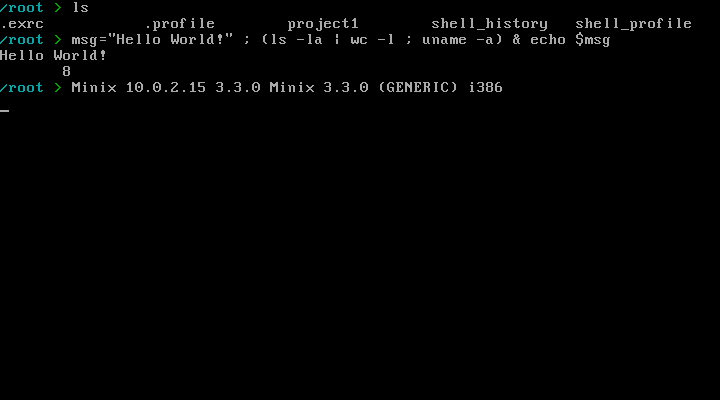 /root > ls
.exrc .profile project1 shell_history shell_profile
/root > msg="Hello World!" ; (ls -la | wc -l ; uname -a) & echo $msg
Hello World!
8
/root > Minix 10.0.2.15 3.3.0 Minix 3.3.0 (GENERIC) i386
_